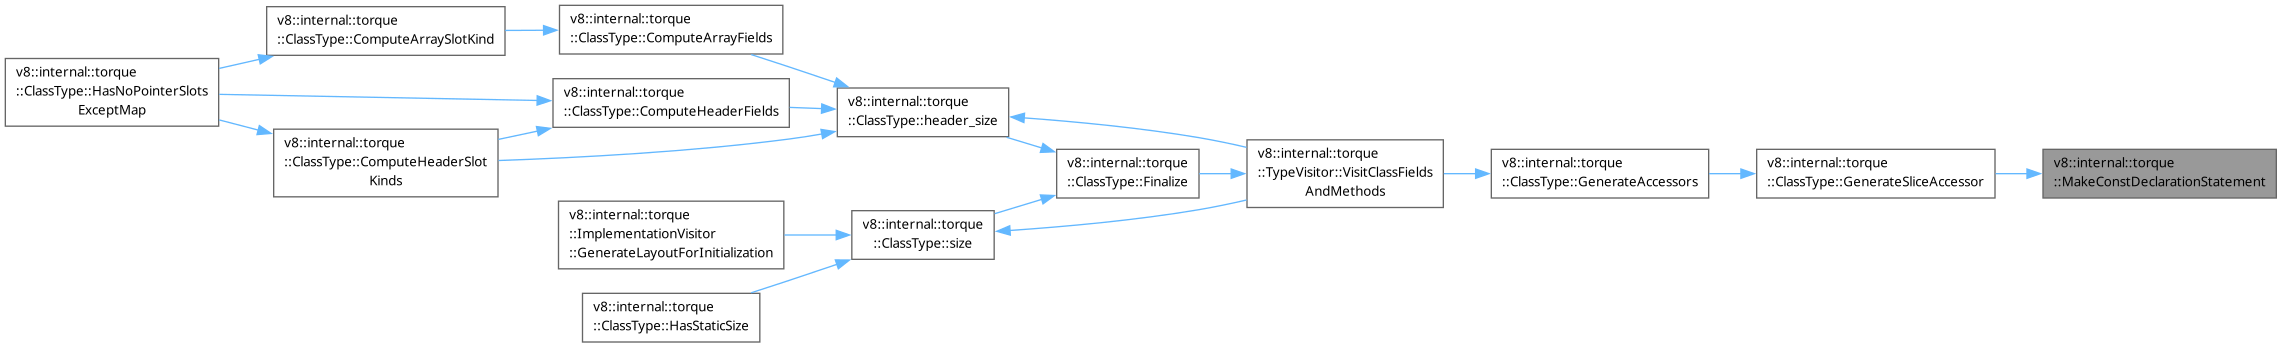 v8::internal::torque
::ClassType::HasNoPointerSlots
ExceptMap
v8::internal::torque
::ClassType::ComputeArraySlotKind
v8::internal::torque
::ClassType::ComputeHeaderSlot
Kinds
v8::internal::torque
::ClassType::ComputeArrayFields
v8::internal::torque
::ClassType::ComputeHeaderFields
v8::internal::torque
::ImplementationVisitor
::GenerateLayoutForInitialization
v8::internal::torque
::ClassType::HasStaticSize
v8::internal::torque
::ClassType::header_size
v8::internal::torque
::ClassType::size
v8::internal::torque
::ClassType::Finalize
v8::internal::torque
::TypeVisitor::VisitClassFields
AndMethods
v8::internal::torque
::ClassType::GenerateAccessors
v8::internal::torque
::ClassType::GenerateSliceAccessor
v8::internal::torque
::MakeConstDeclarationStatement